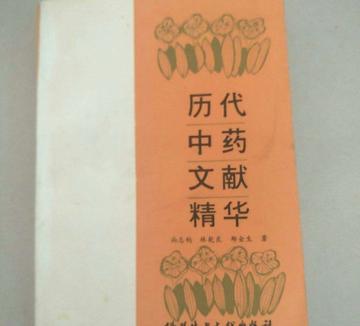 历代
中药
文献
精华
尚志钧 林乾良 郑金生 著